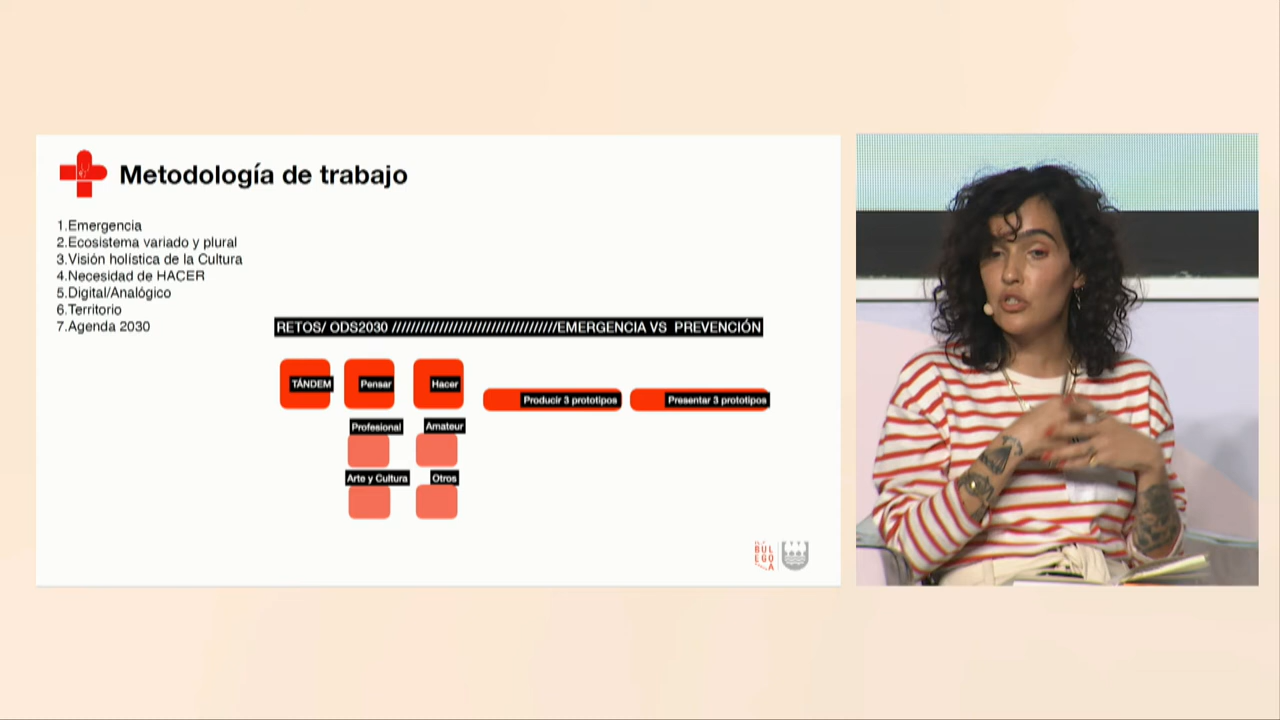 Metodología de trabajo
1.Emergencia
2.Ecosistema variado y plural
3.Visión holística de la Cultura
4.Necesidad de HACER
5.Digital/Analógico
6.Territorio
7.Agenda 2030
RETOS/ ODS2030 //////////////////////////////////EMERGENCIA VS PREVENCIÓN
TÁNDEM
Pensar
Hacer
Producir 3 prototipos
Presentar 3 prototipos
Profesional
Amateur
Arte y Cultura
Otros